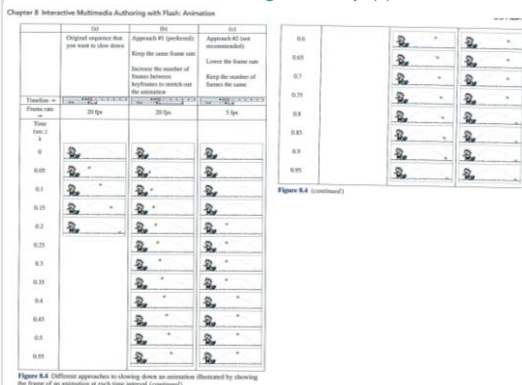 Chapter 8 Interactive Multimedia Authoring with Flash: Animation
(a)
Original sequence that
you want to slow down
(b)
Approach #1 (preferred):
Keep the same frame rate
Increase the number of
frames between
keyframes to stretch out
the animation
(c)
Approach #2 (not
recommended):
Lower the frame rate
Keep the number of
frames the same
Timeline
Frame rate
20 fps
20 fps
5 fps
Time
(sec.)
0
0.05
0.1
0.15
0.2
0.25
0.3
0.35
0.4
0.45
0.5
0.55
Figure 8.4 Different approaches to slowing down an animation illustrated by showing
the frame of an animation at each time interval (continued)
0.6
0.65
0.7
0.75
0.8
0.85
0.9
0.95
Figure 8.4 (continued)